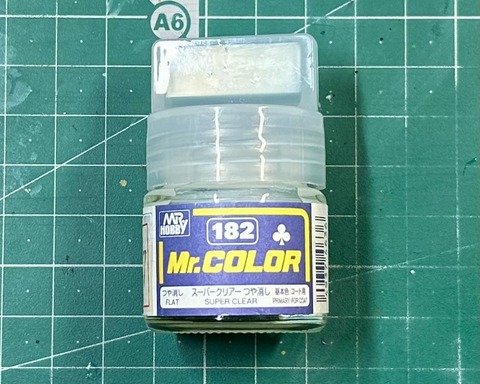 A6
MR HOBBY
182
Mr.COLOR
つや消し スーパークリアー つや消し 基本色 コート用
FLAT SUPER CLEAR PRIMARY FOR COAT